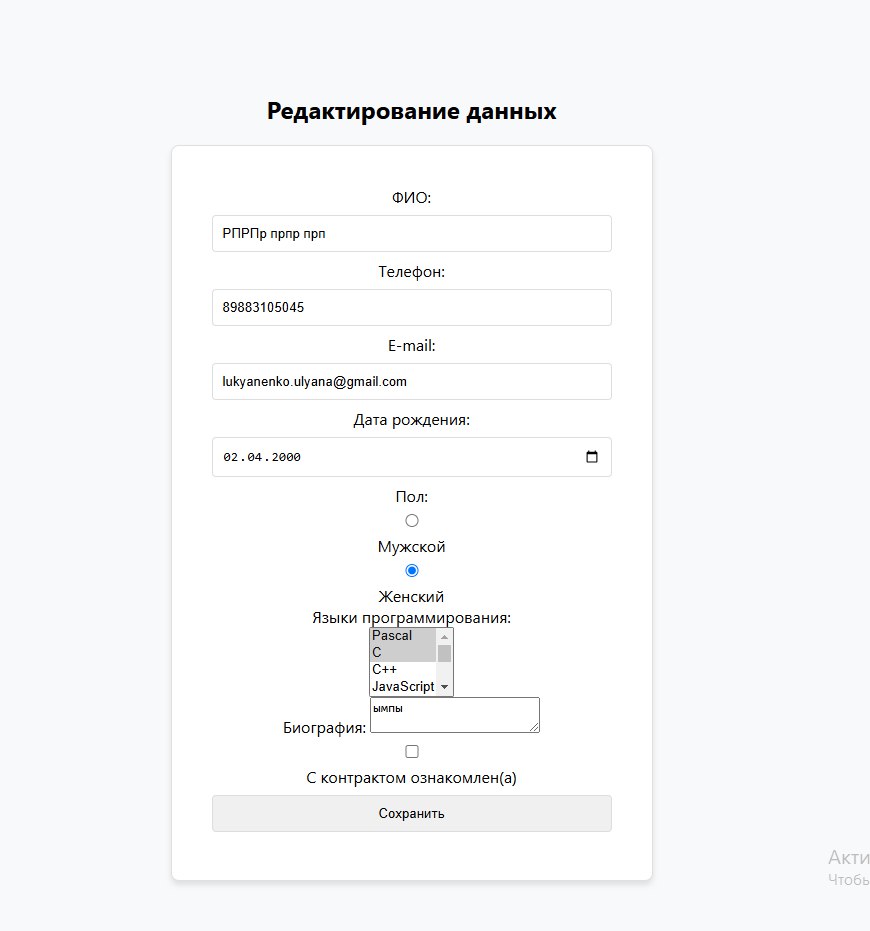 Редактирование данных
ФИО:
РПРПр прпр прп
Телефон:
89883105045
E-mail:
lukyanenko.ulyana@gmail.com
Дата рождения:
02.04.2000
Пол:
Мужской
Женский
Языки программирования:
Pascal
C
C++
JavaScript
ымпы
Биография:
С контрактом ознакомлен(а)
Сохранить
Акти
Чтобь